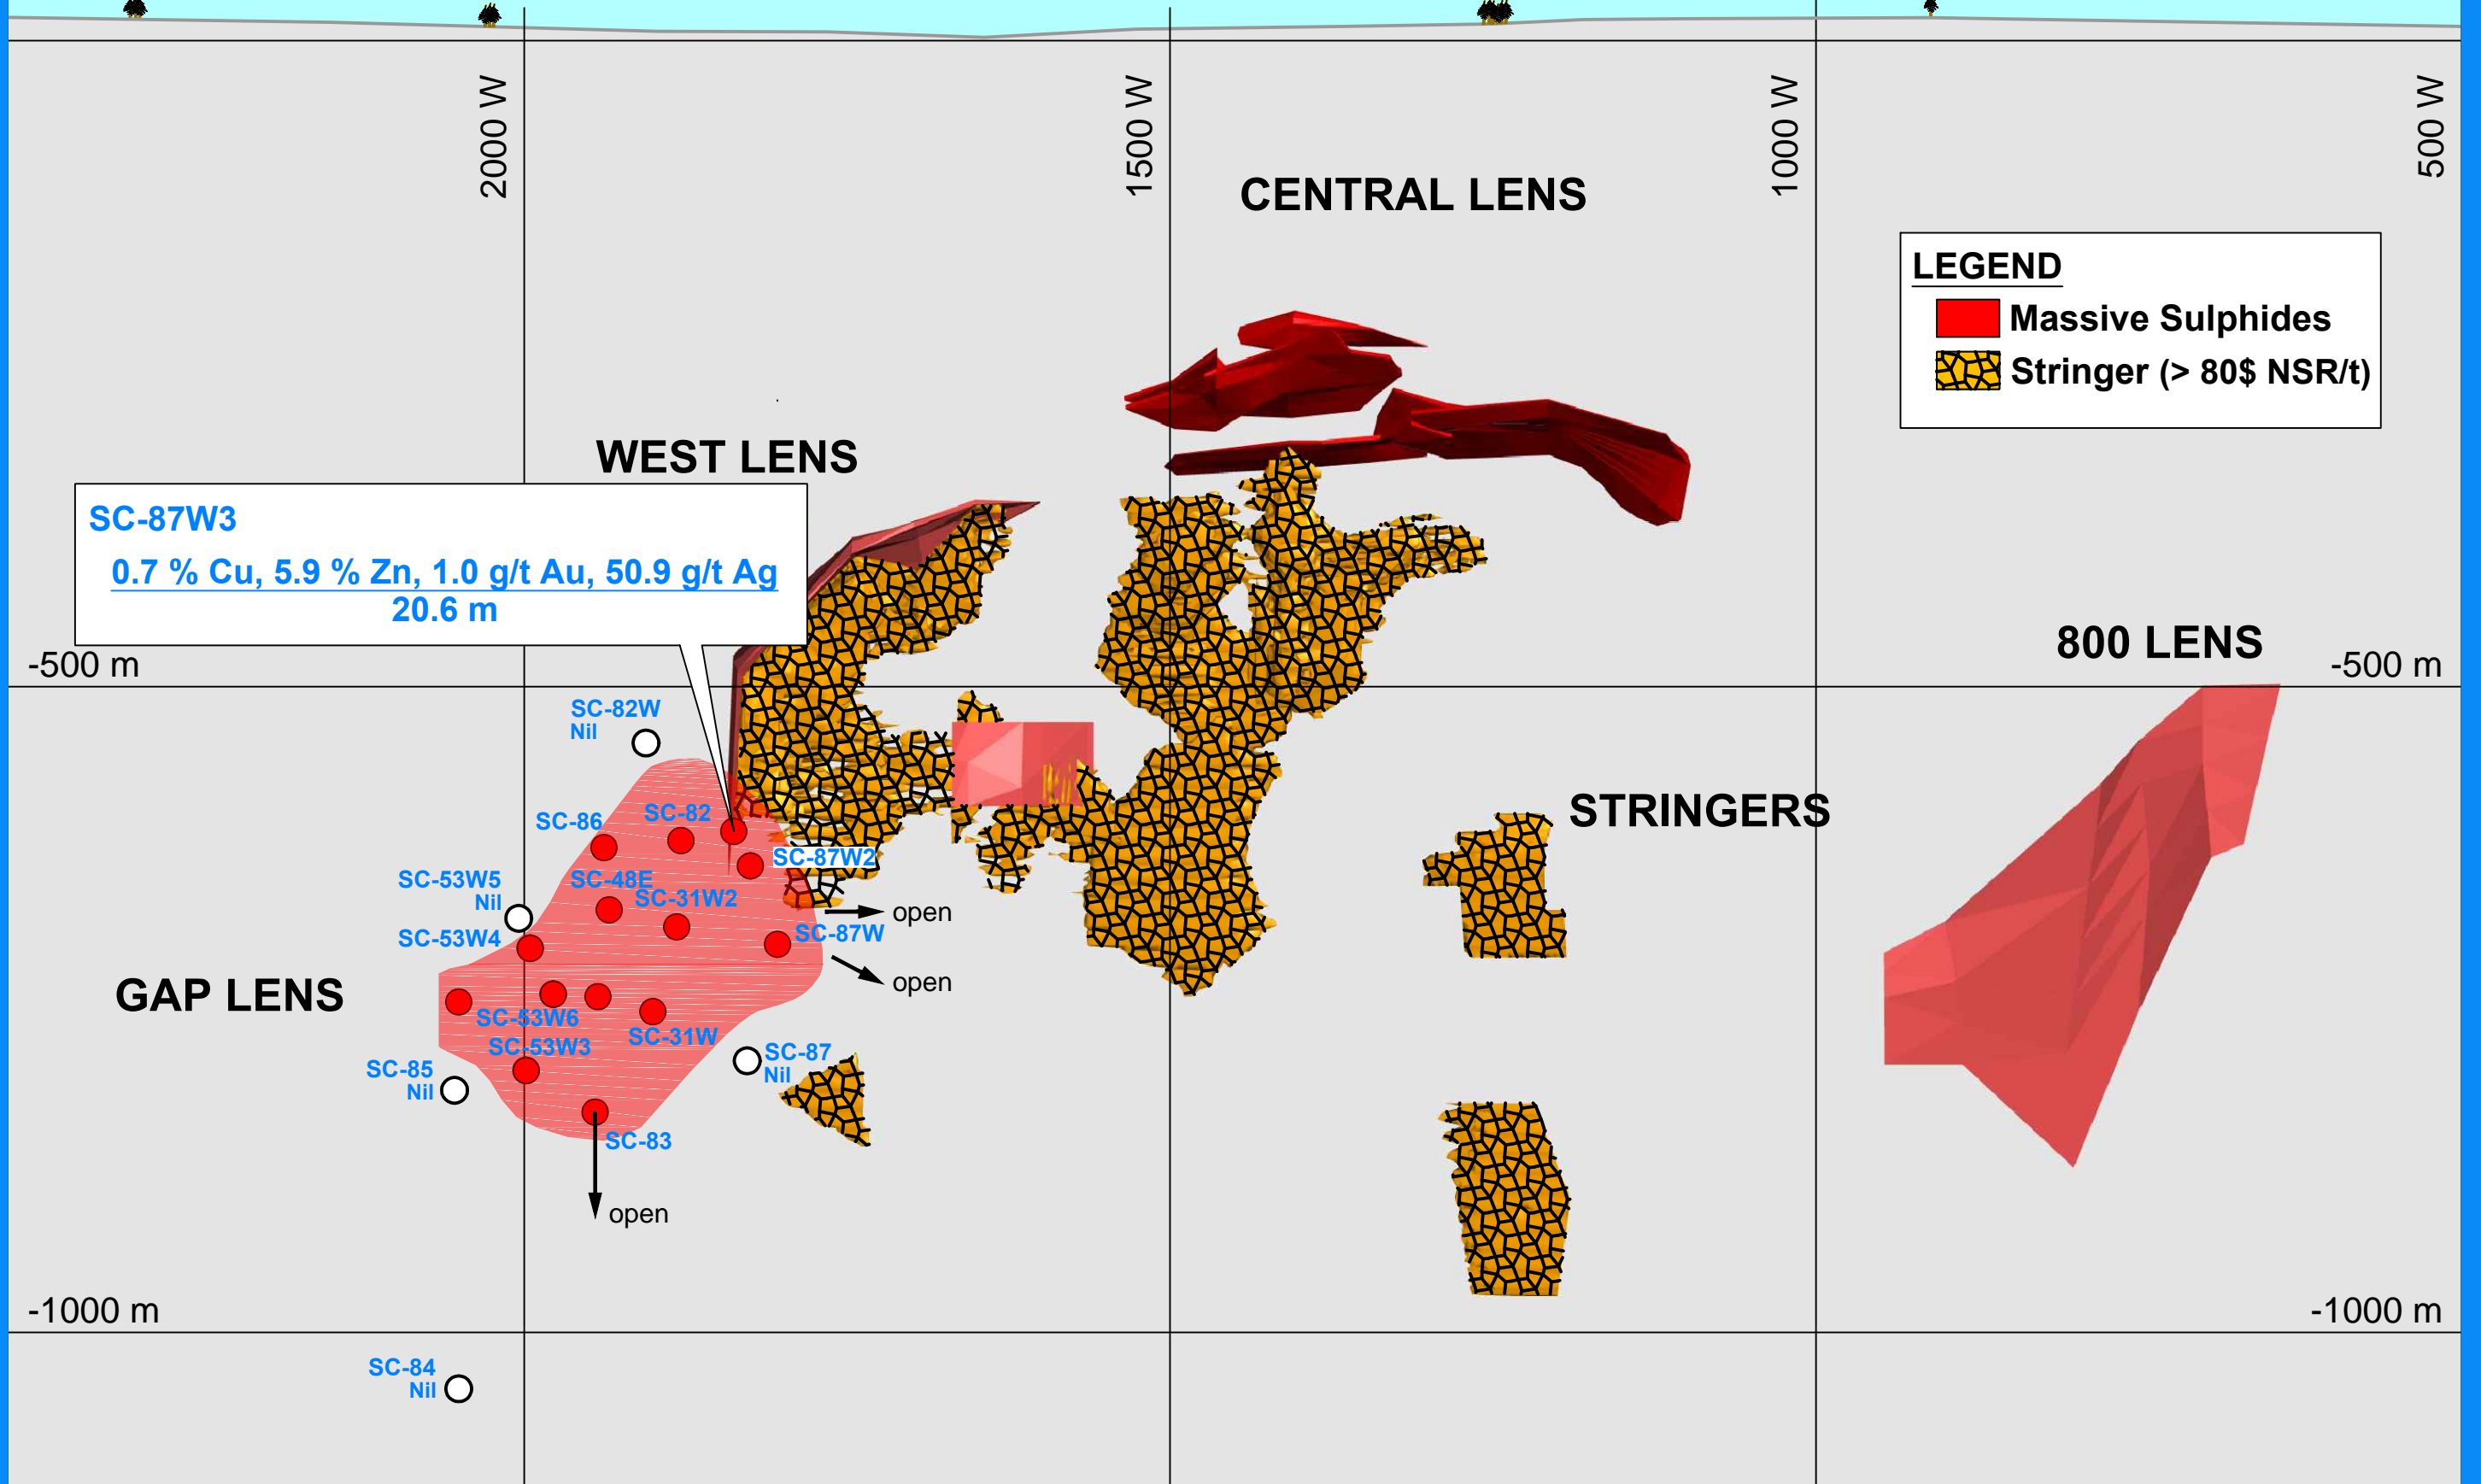 2000 W
1500 W
1000 W
500 W
CENTRAL LENS
LEGEND
Massive Sulphides
Stringer (> 80$ NSR/t)
WEST LENS
SC-87W3
0.7 % Cu, 5.9 % Zn, 1.0 g/t Au, 50.9 g/t Ag
20.6 m
800 LENS
-500 m
-500 m
SC-82W
Nil
STRINGERS
SC-86
SC-82
SC-87W2
SC-53W5
Nil
SC-48E
SC-31W2
open
SC-53W4
SC-87W
open
GAP LENS
SC-53W6
SC-31W
SC-53W3
SC-87
Nil
SC-85
Nil
SC-83
open
-1000 m
-1000 m
SC-84
Nil